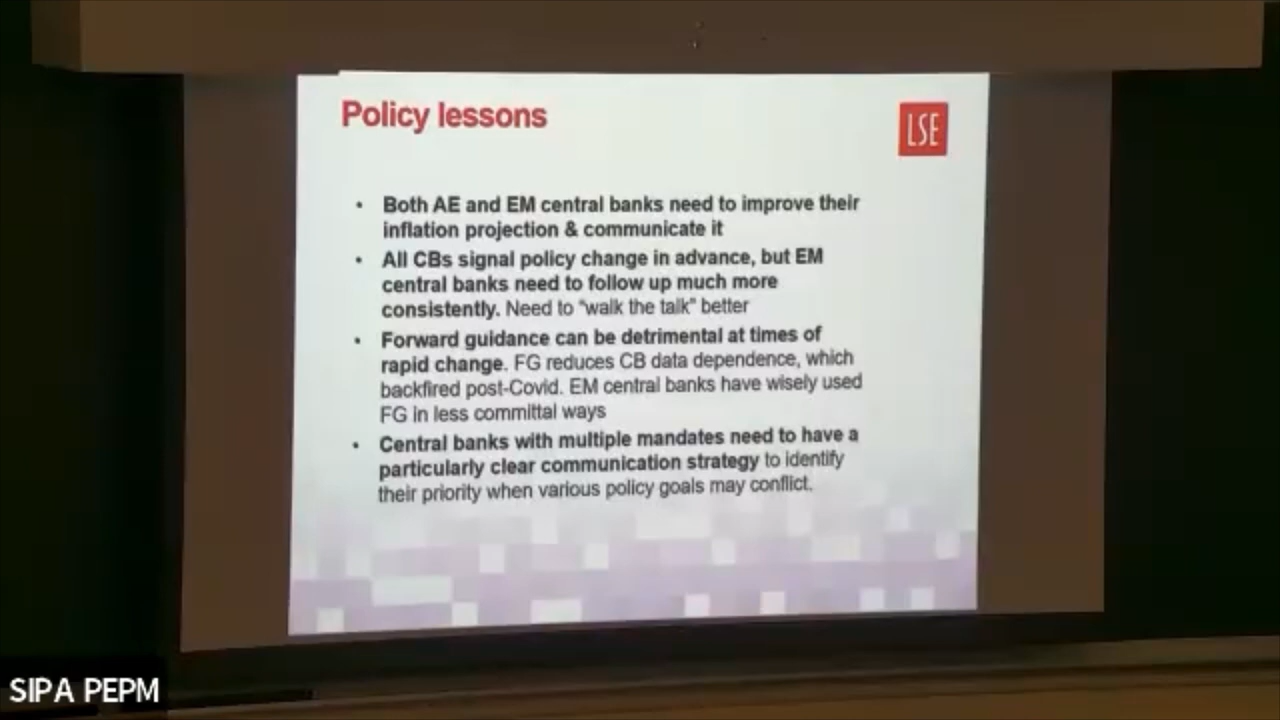 Policy lessons
LSE
• Both AE and EM central banks need to improve their
inflation projection & communicate it
• All CBs signal policy change in advance, but EM
central banks need to follow up much more
consistently. Need to “walk the talk” better
• Forward guidance can be detrimental at times of
rapid change. FG reduces CB data dependence, which
backfired post-Covid. EM central banks have wisely used
FG in less committal ways
• Central banks with multiple mandates need to have a
particularly clear communication strategy to identify
their priority when various policy goals may conflict.
SIPA PEPM